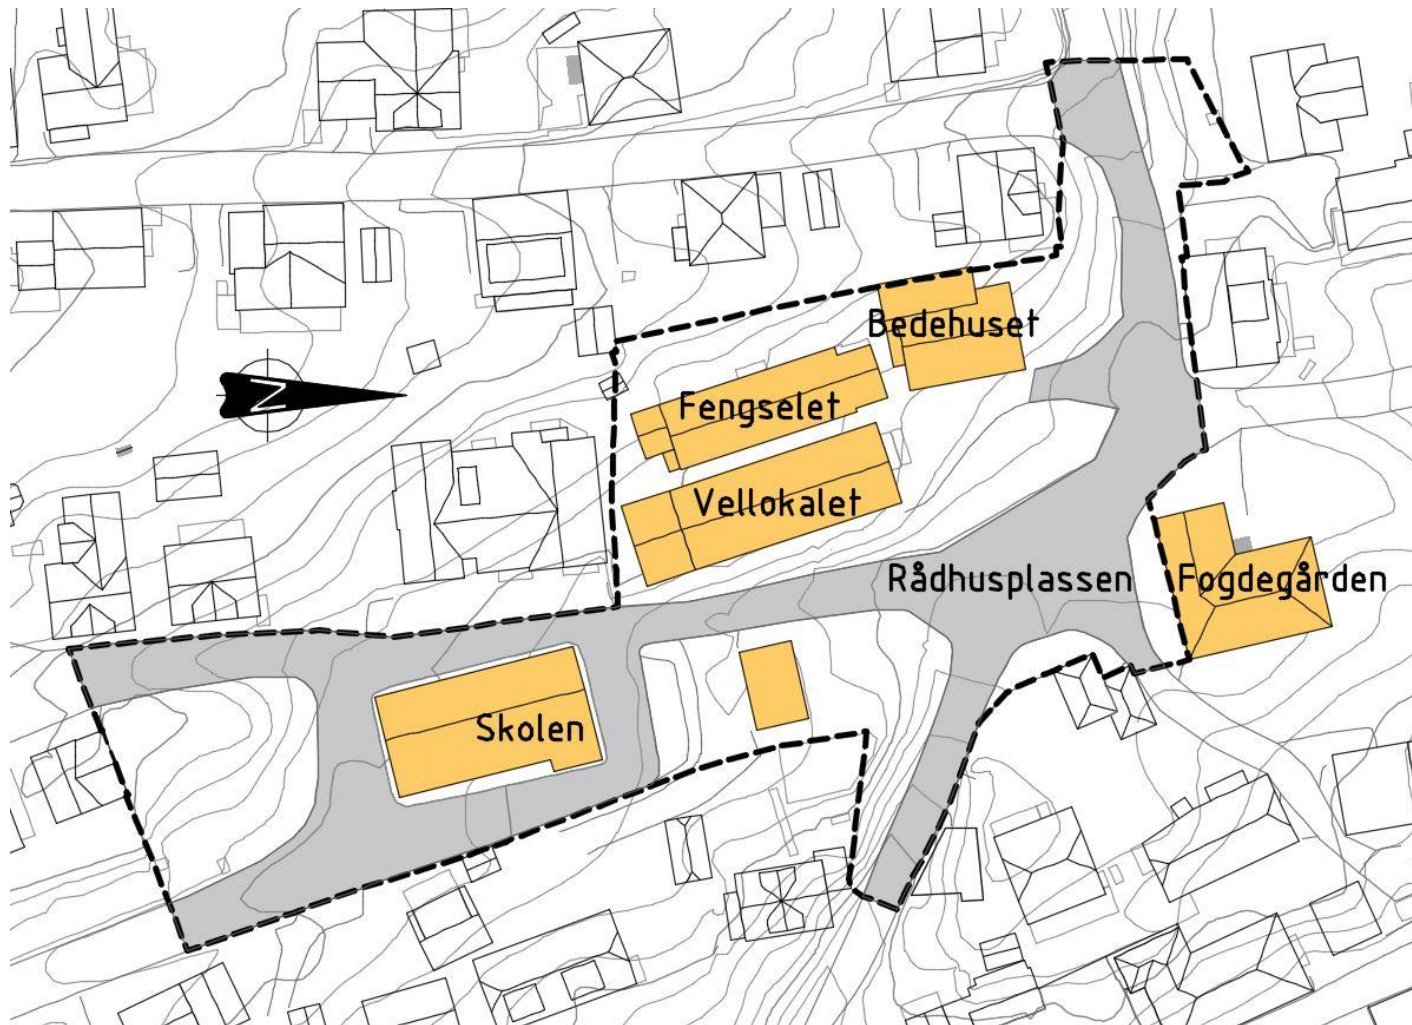 Bedehuset
Fengselet
N
Vellokalet
Rådhusplassen
Fogdegården
Skolen